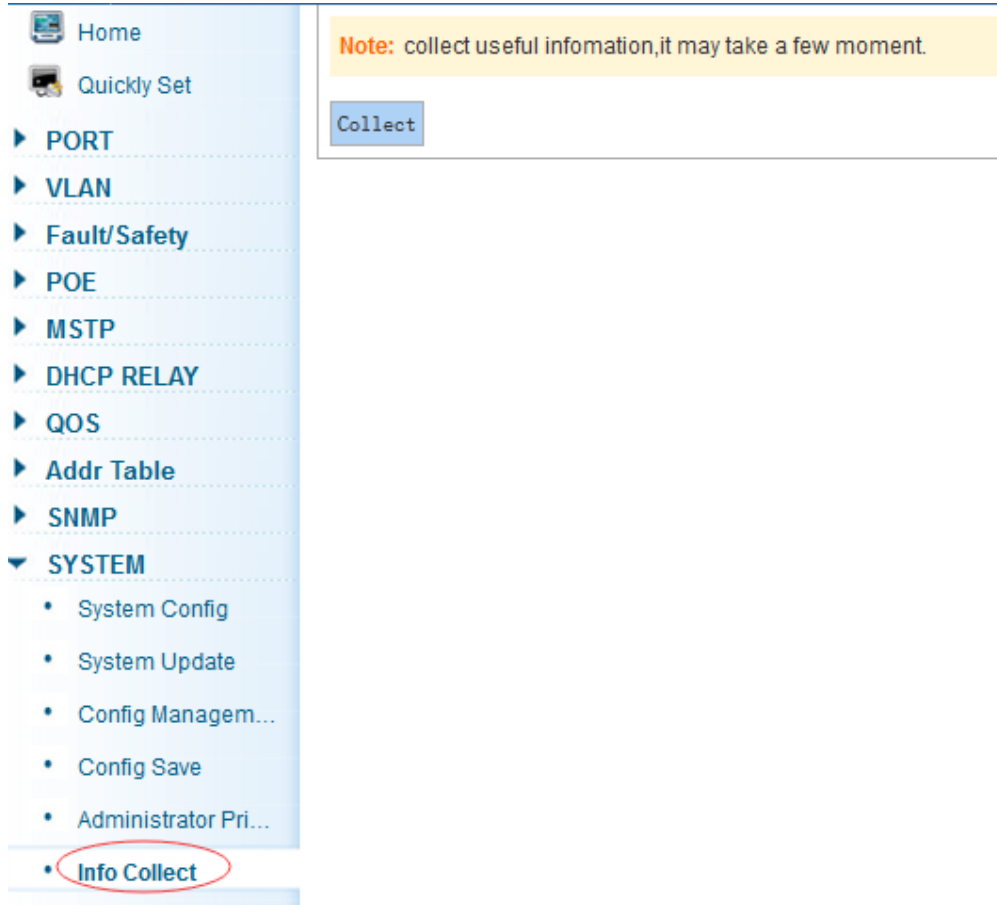 Home
Quickly Set
PORT
VLAN
Fault/Safety
POE
MSTP
DHCP RELAY
QOS
Addr Table
SNMP
SYSTEM
System Config
System Update
Config Managem...
Config Save
Administrator Pri...
Info Collect
Note: collect useful infomation,it may take a few moment.
Collect